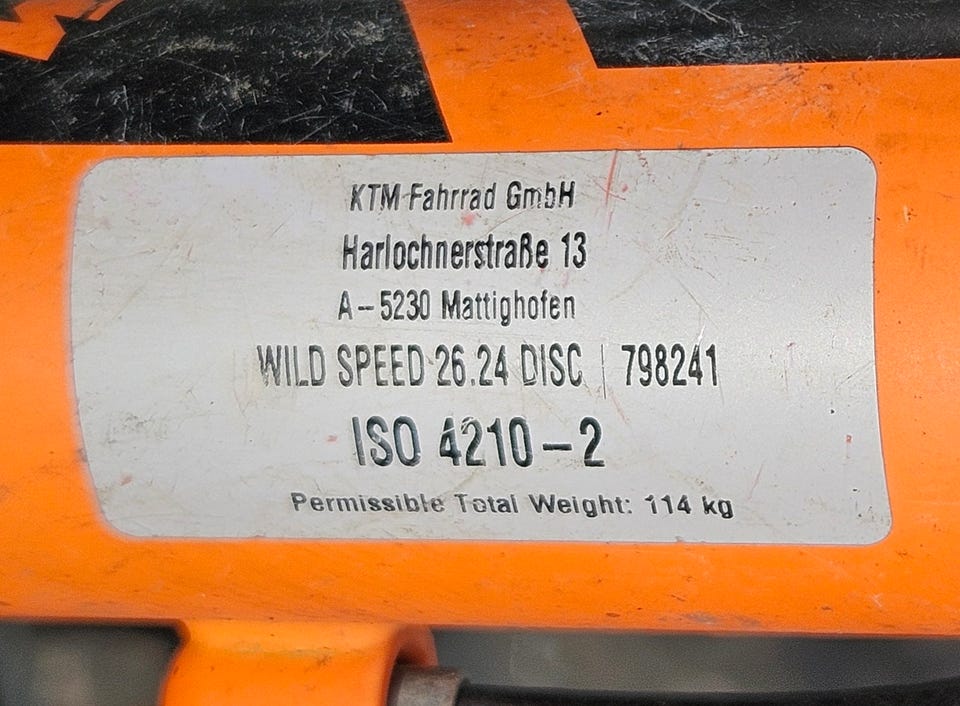 KTM Fahrrad GmbH
Harlochnerstraße 13
A-5230 Mattighofen
WILD SPEED 26.24 DISC | 798241
ISO 4210-2
Permissible Total Weight: 114 kg